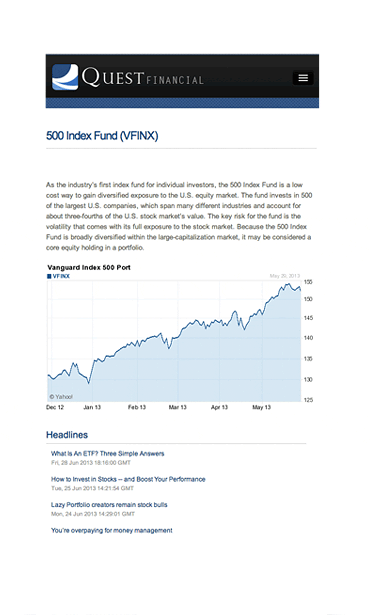 QUEST FINANCIAL
500 Index Fund (VFINX)
As the industry's first index fund for individual investors, the 500 Index Fund is a low
cost way to gain diversified exposure to the U.S. equity market. The fund invests in 500
of the largest U.S. companies, which span many different industries and account for
about three-fourths of the U.S. stock market's value. The key risk for the fund is the
volatility that comes with its full exposure to the stock market. Because the 500 Index
Fund is broadly diversified within the large-capitalization market, it may be considered a
core equity holding in a portfolio.
Vanguard Index 500 Port
VFINX
May 30, 2013
155
150
145
140
135
130
125
© Yahoo!
Dec 12 Jan 13 Feb 13 Mar 13 Apr 13 May 13
Headlines
What Is An ETF? Three Simple Answers
Fri, 28 Jun 2013 18:16:00 GMT
How to Invest in Stocks -- and Boost Your Performance
Tue, 25 Jun 2013 14:21:54 GMT
Lazy Portfolio creators remain stock bulls
Mon, 24 Jun 2013 14:29:01 GMT
You're overpaying for money management